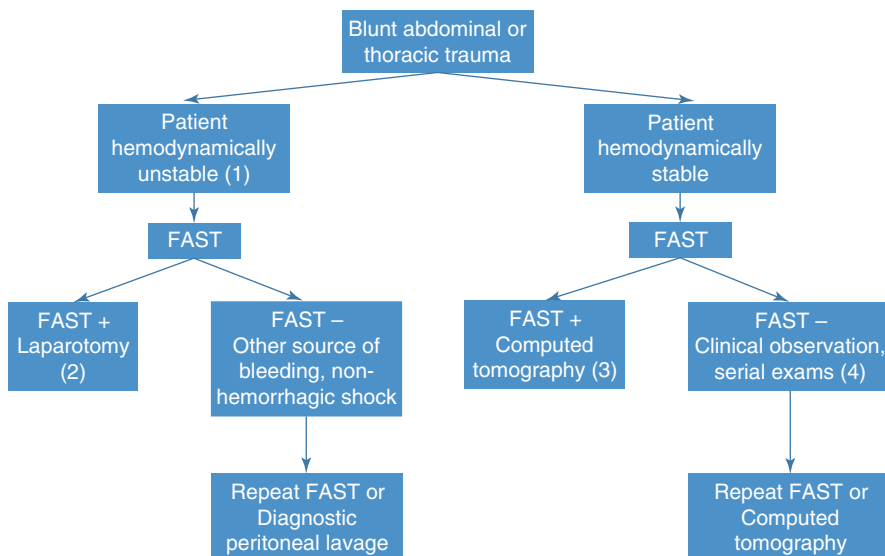 Blunt abdominal or
thoracic trauma
Patient
hemodynamically
unstable (1)
Patient
hemodynamically
stable
FAST
FAST
FAST +
Laparotomy
(2)
FAST –
Other source of
bleeding, non-
hemorrhagic shock
FAST +
Computed
tomography (3)
FAST –
Clinical observation,
serial exams (4)
Repeat FAST or
Diagnostic
peritoneal lavage
Repeat FAST or
Computed
tomography